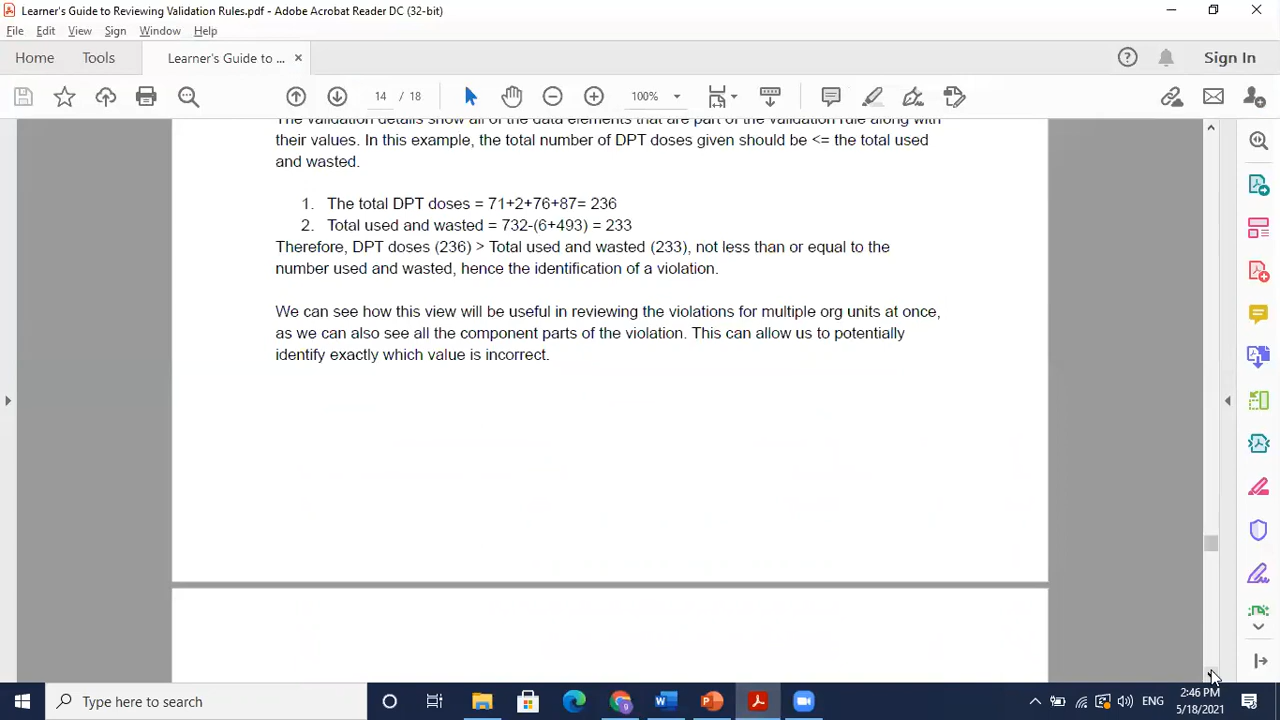 Learner's Guide to Reviewing Validation Rules.pdf - Adobe Acrobat Reader DC (32-bit)
File Edit View Sign Window Help
Home Tools Learner's Guide to ... ×
Sign In
14 / 18 100%
The validation details show all of the data elements that are part of the validation rule along with
their values. In this example, the total number of DPT doses given should be <= the total used
and wasted.
1. The total DPT doses = 71+2+76+87= 236
2. Total used and wasted = 732-(6+493) = 233
Therefore, DPT doses (236) > Total used and wasted (233), not less than or equal to the
number used and wasted, hence the identification of a violation.
We can see how this view will be useful in reviewing the violations for multiple org units at once,
as we can also see all the component parts of the violation. This can allow us to potentially
identify exactly which value is incorrect.
Type here to search
ENG
2:46 PM
5/18/2021